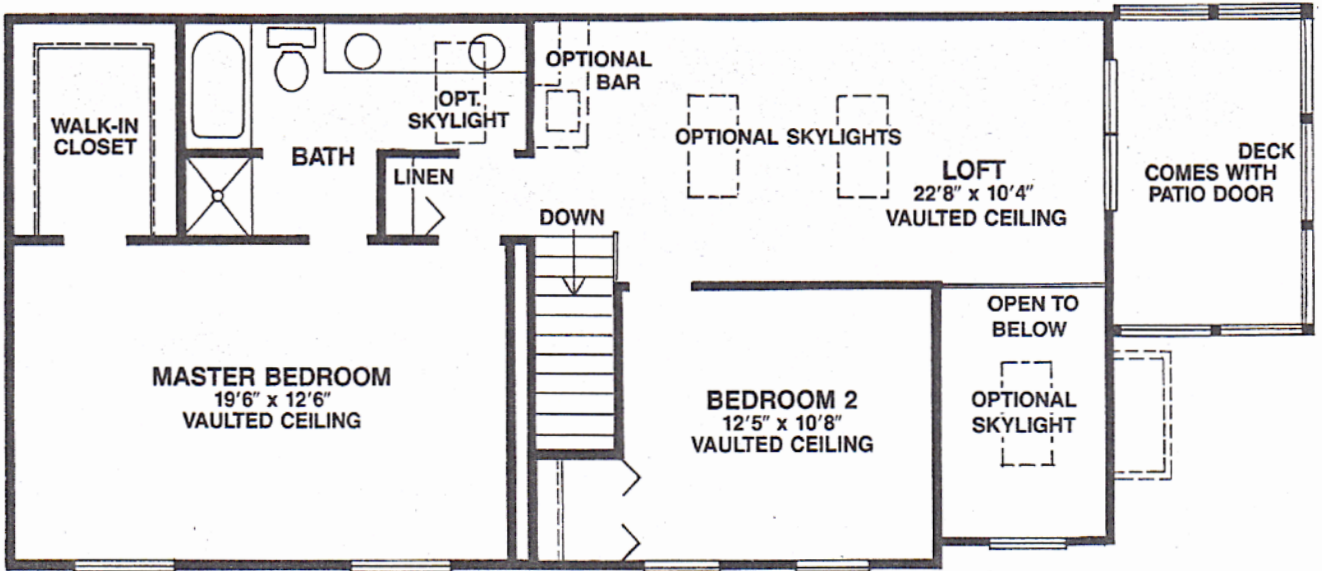 WALK-IN
CLOSET
BATH
OPT.
SKYLIGHT
LINEN
OPTIONAL
BAR
DOWN
OPTIONAL SKYLIGHTS
LOFT
22'8" x 10'4"
VAULTED CEILING
DECK
COMES WITH
PATIO DOOR
MASTER BEDROOM
19'6" x 12'6"
VAULTED CEILING
BEDROOM 2
12'5" x 10'8"
VAULTED CEILING
OPEN TO
BELOW
OPTIONAL
SKYLIGHT